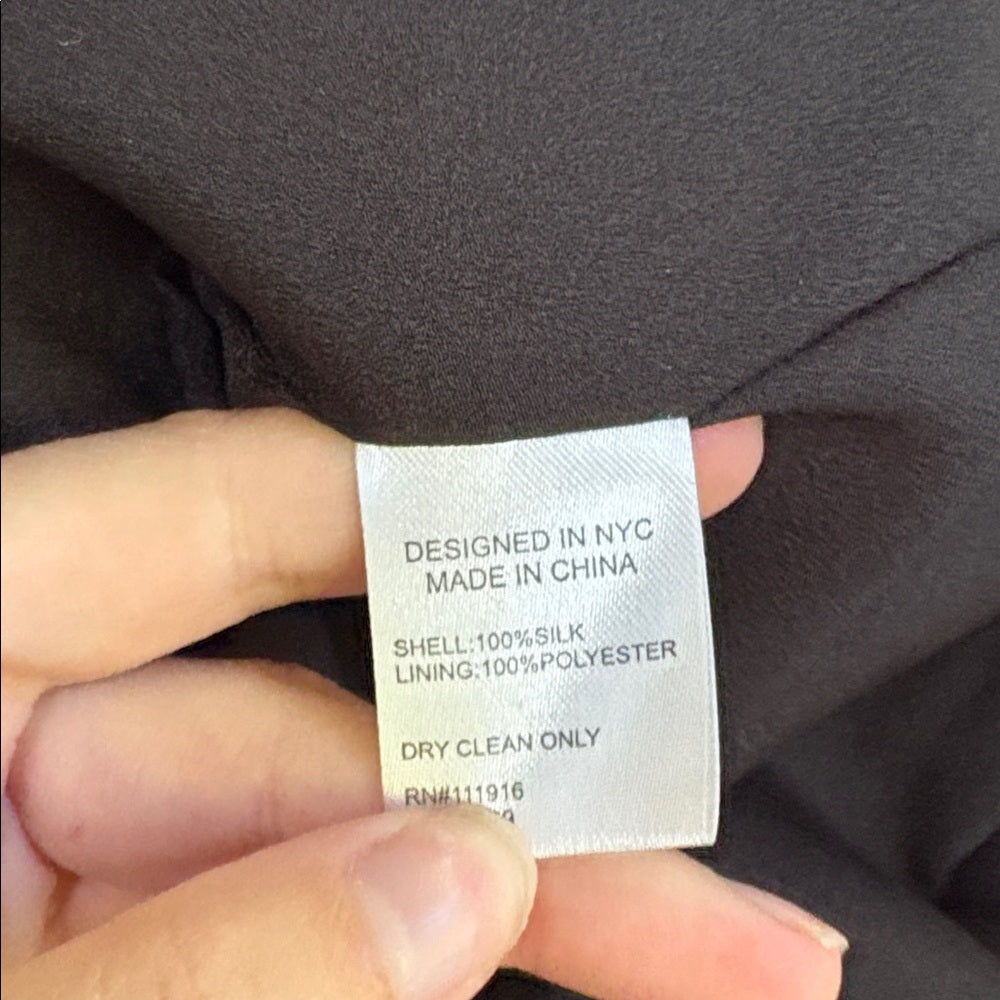 DESIGNED IN NYC
MADE IN CHINA
SHELL:100%SILK
LINING:100%POLYESTER
DRY CLEAN ONLY
RN#111916